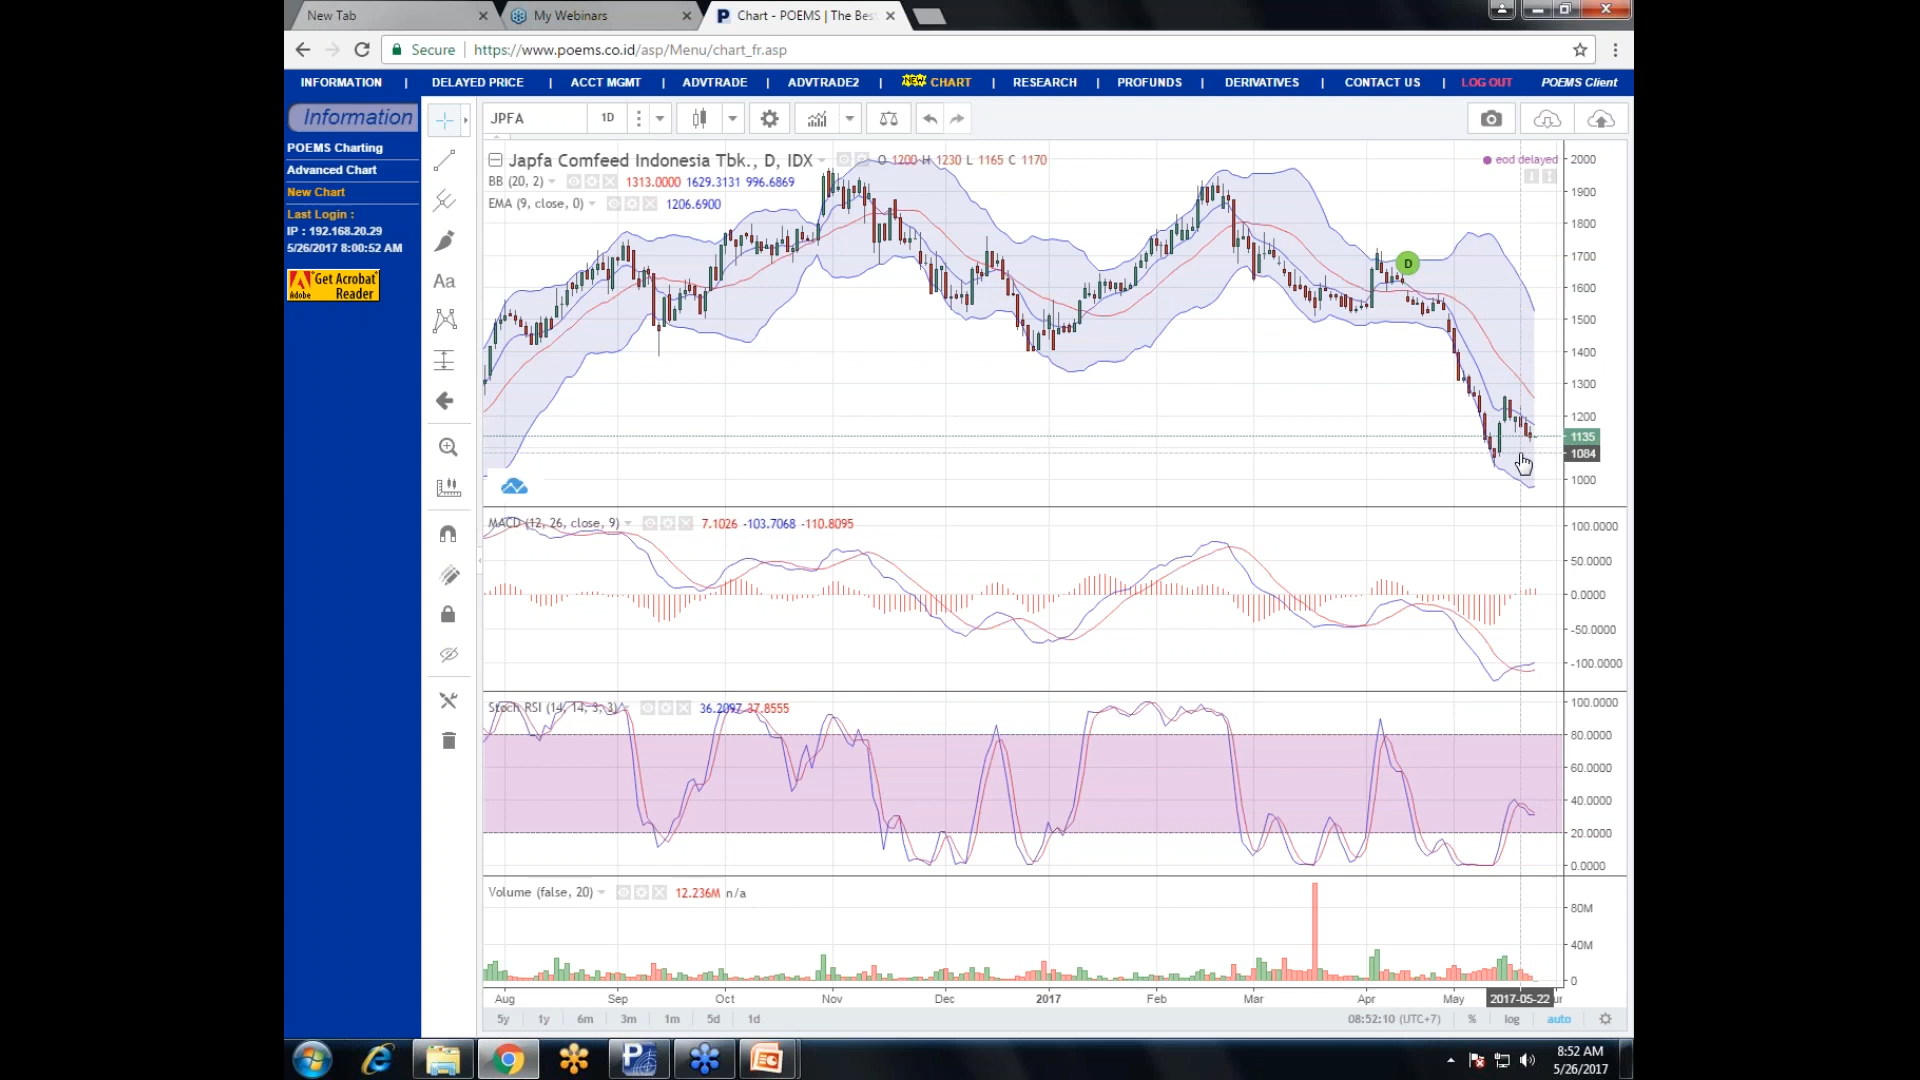 New Tab
My Webinars
Chart - POEMS | The Bes
Secure
https://www.poems.co.id/asp/Menu/chart_fr.asp
INFORMATION | DELAYED PRICE | ACCT MGMT | ADVTRADE | ADVTRADE2 | NEW CHART | RESEARCH | PROFUNDS | DERIVATIVES | CONTACT US | LOG OUT POEMS Client
Information
POEMS Charting
Advanced Chart
New Chart
Last Login :
IP : 192.168.20.29
5/26/2017 8:00:52 AM
Get Acrobat
Adobe Reader
Aa
JPFA 1D
Japfa Comfeed Indonesia Tbk., D, IDX O 1200 H 1230 L 1165 C 1170
eod delayed
BB (20, 2) 1313.0000 1629.3131 996.6869
EMA (9, close, 0) 1206.6900
D
2000
1900
1800
1700
1600
1500
1400
1300
1200
1135
1084
1000
MACD (12, 26, close, 9) 7.1026 -103.7068 -110.8095
100.0000
50.0000
0.0000
-50.0000
-100.0000
Stoch RSI (14, 14, 3, 3) 36.2097 37.8555
100.0000
80.0000
60.0000
40.0000
20.0000
0.0000
Volume (false, 20) 12.236M n/a
80M
40M
0
Aug Sep Oct Nov Dec 2017 Feb Mar Apr May 2017-05-22 ur
5y 1y 6m 3m 1m 5d 1d
08:52:10 (UTC+7) % log auto
8:52 AM
5/26/2017